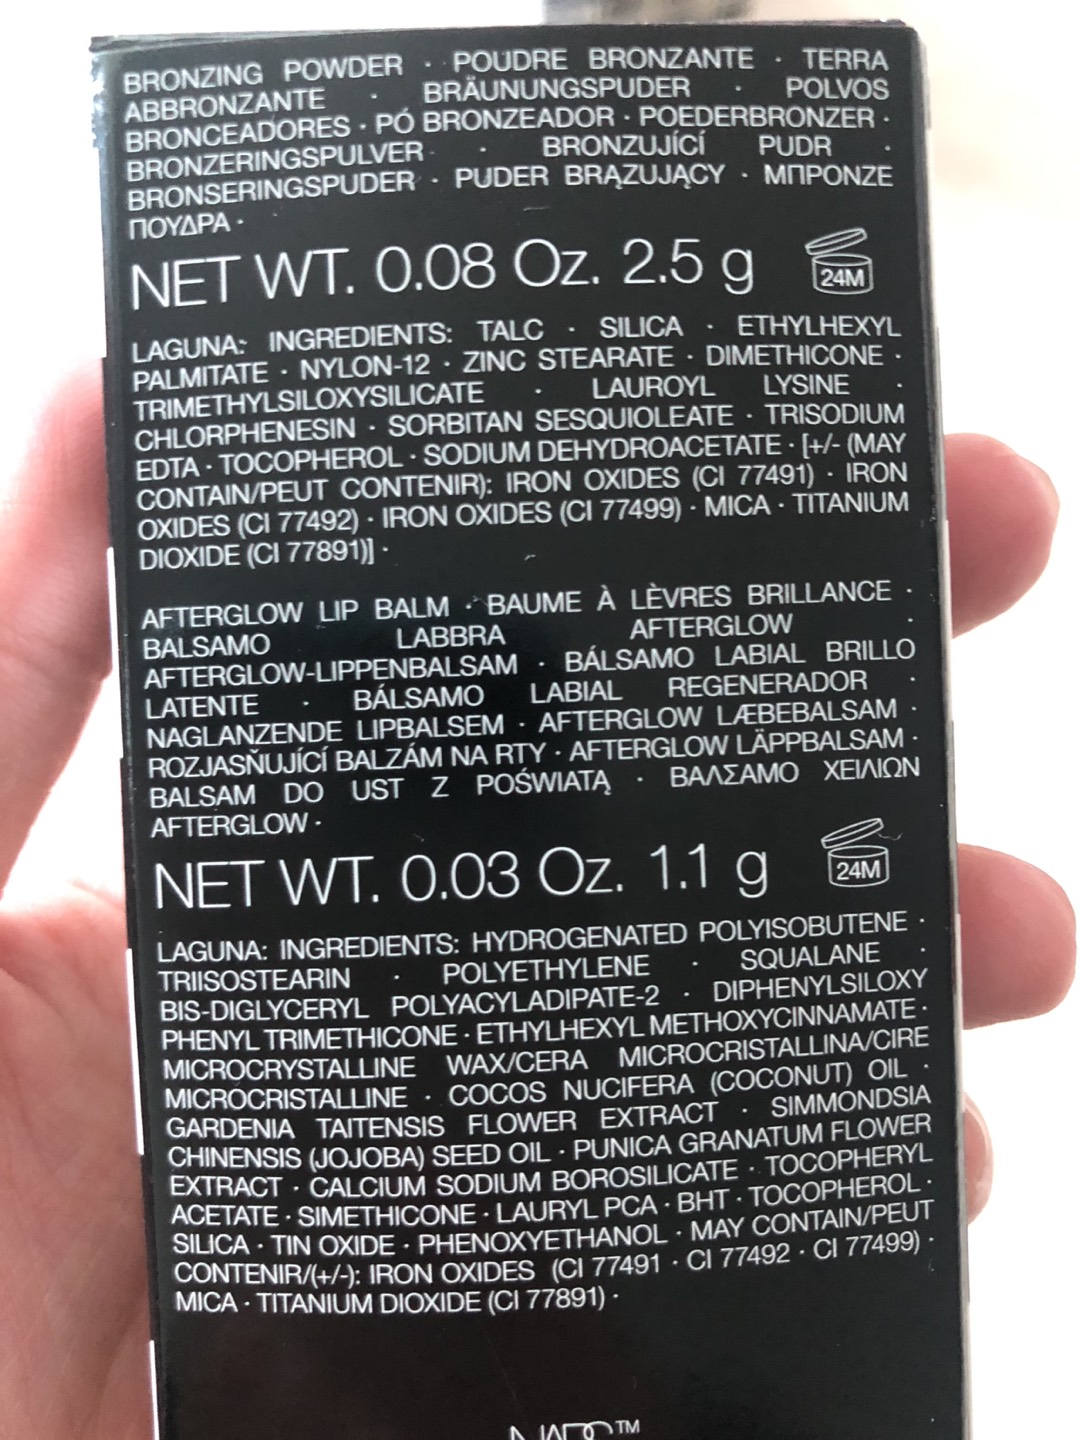 BRONZING POWDER · POUDRE BRONZANTE · TERRA
ABBRONZANTE · BRÄUNUNGSPUDER · POLVOS
BRONCEADORES · PÓ BRONZEADOR · POEDERBRONZER ·
BRONZERINGSPULVER · BRONZUJÍCÍ PUDR ·
BRONSERINGSPUDER · PUDER BRĄZUJĄCY · ΜΠΡΟΝΖΕ
ΠΟΥΔΡΑ ·
NET WT. 0.08 Oz. 2.5 g
24M
LAGUNA: INGREDIENTS: TALC · SILICA · ETHYLHEXYL
PALMITATE · NYLON-12 · ZINC STEARATE · DIMETHICONE ·
TRIMETHYLSILOXYSILICATE · LAUROYL LYSINE ·
CHLORPHENESIN · SORBITAN SESQUIOLEATE · TRISODIUM
EDTA · TOCOPHEROL · SODIUM DEHYDROACETATE · [+/- (MAY
CONTAIN/PEUT CONTENIR): IRON OXIDES (CI 77491) · IRON
OXIDES (CI 77492) · IRON OXIDES (CI 77499) · MICA · TITANIUM
DIOXIDE (CI 77891)] ·
AFTERGLOW LIP BALM · BAUME À LÈVRES BRILLANCE ·
BALSAMO LABBRA AFTERGLOW ·
AFTERGLOW-LIPPENBALSAM · BÁLSAMO LABIAL BRILLO
LATENTE · BÁLSAMO LABIAL REGENERADOR ·
NAGLANZENDE LIPBALSEM · AFTERGLOW LÆBEBALSAM ·
ROZJASŇUJÍCÍ BALZÁM NA RTY · AFTERGLOW LÄPPBALSAM ·
BALSAM DO UST Z POŚWIATĄ · ΒΑΛΣΑΜΟ ΧΕΙΛΙΩΝ
AFTERGLOW ·
NET WT. 0.03 Oz. 1.1 g
24M
LAGUNA: INGREDIENTS: HYDROGENATED POLYISOBUTENE ·
TRIISOSTEARIN · POLYETHYLENE · SQUALANE ·
BIS-DIGLYCERYL POLYACYLADIPATE-2 · DIPHENYLSILOXY
PHENYL TRIMETHICONE · ETHYLHEXYL METHOXYCINNAMATE ·
MICROCRYSTALLINE WAX/CERA MICROCRISTALLINA/CIRE
MICROCRISTALLINE · COCOS NUCIFERA (COCONUT) OIL ·
GARDENIA TAITENSIS FLOWER EXTRACT · SIMMONDSIA
CHINENSIS (JOJOBA) SEED OIL · PUNICA GRANATUM FLOWER
EXTRACT · CALCIUM SODIUM BOROSILICATE · TOCOPHERYL
ACETATE · SIMETHICONE · LAURYL PCA · BHT · TOCOPHEROL ·
SILICA · TIN OXIDE · PHENOXYETHANOL · MAY CONTAIN/PEUT
CONTENIR/(+/-): IRON OXIDES (CI 77491 · CI 77492 · CI 77499) ·
MICA · TITANIUM DIOXIDE (CI 77891) ·
NARS™